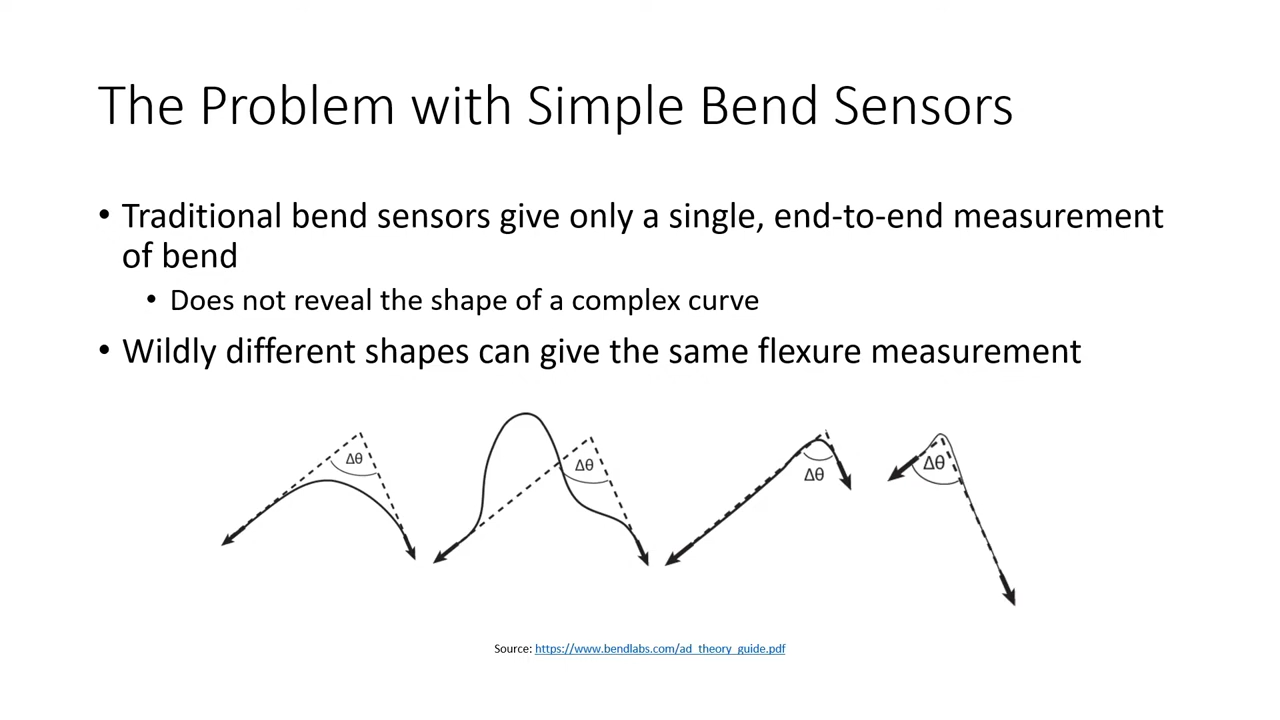 The Problem with Simple Bend Sensors
• Traditional bend sensors give only a single, end-to-end measurement
of bend
• Does not reveal the shape of a complex curve
• Wildly different shapes can give the same flexure measurement
Δθ
Δθ
Δθ
Δθ
Source: https://www.bendlabs.com/ad_theory_guide.pdf